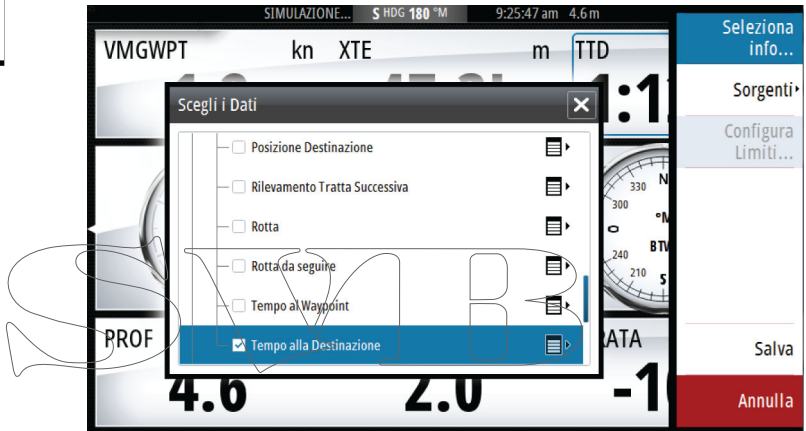 SIMULAZIONE... S HDG 180 °M 9:25:47 am 4.6 m
Seleziona
info...
VMGWPT kn XTE m TTD
Sorgenti
Scegli i Dati
Configura
Limiti...
Posizione Destinazione
Rilevamento Tratta Successiva
330 N
300
Rotta
°M
BTW
240
Rotta da seguire
210 S
Tempo al Waypoint
PROF
Tempo alla Destinazione
Salva
4.6 2.0
Annulla